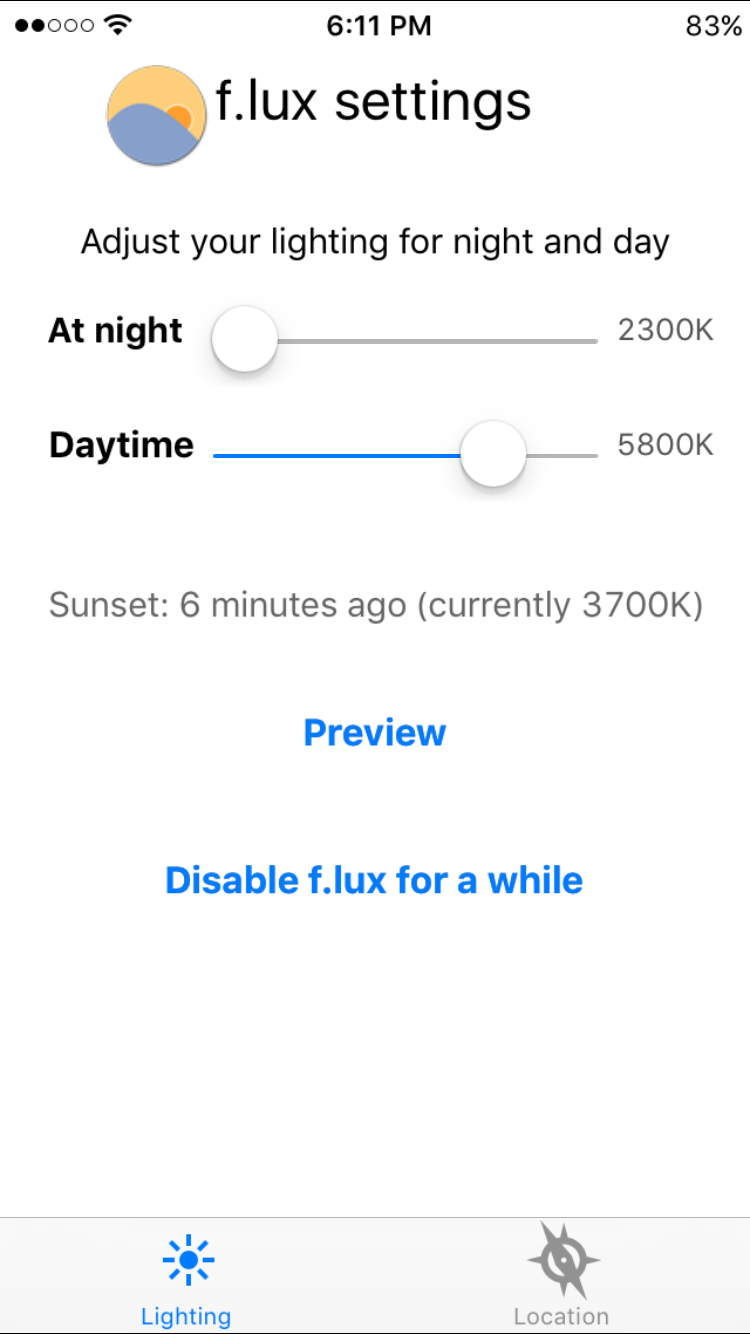 6:11 PM 83%
f.lux settings
Adjust your lighting for night and day
At night 2300K
Daytime 5800K
Sunset: 6 minutes ago (currently 3700K)
Preview
Disable f.lux for a while
Lighting Location